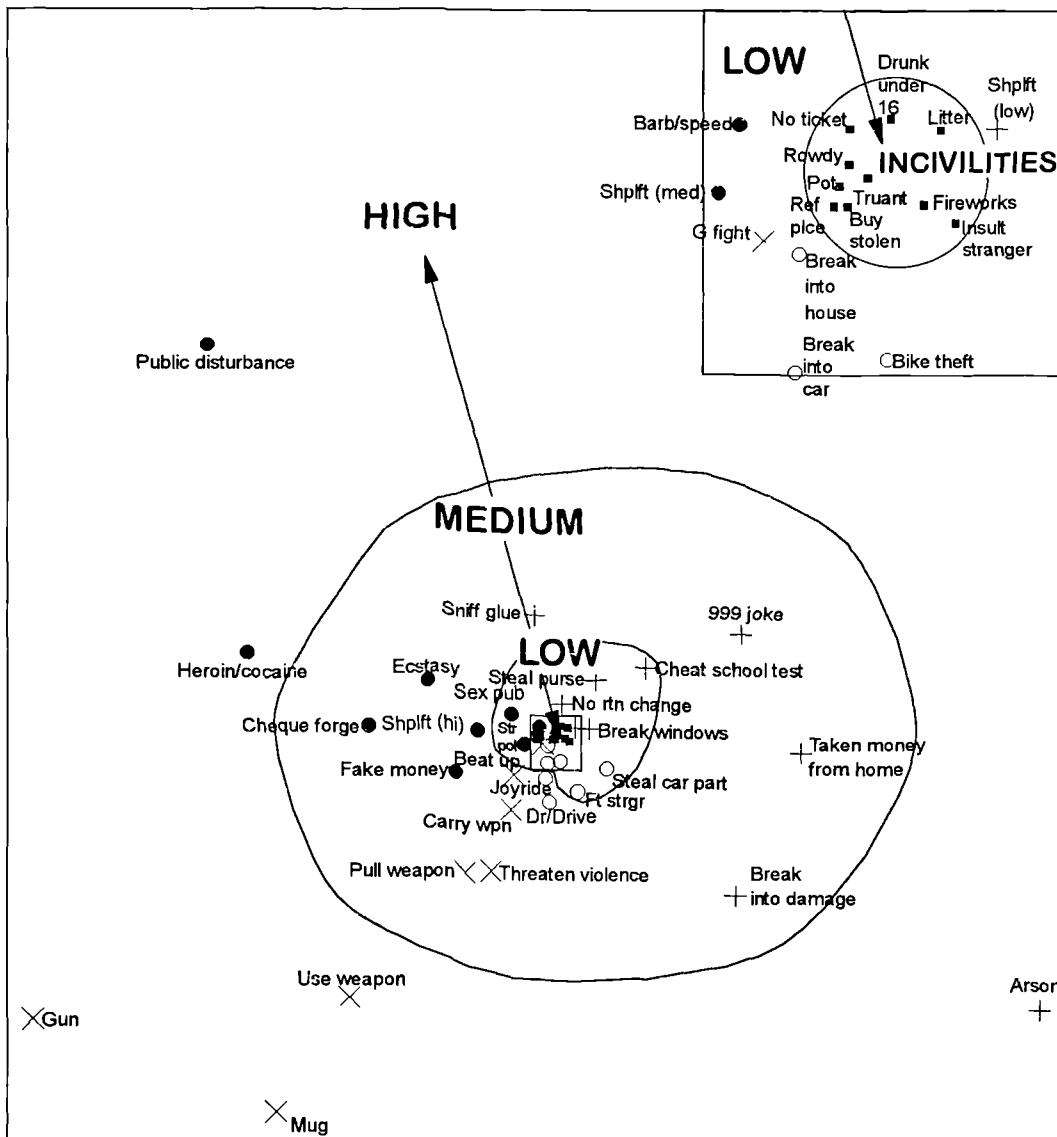 LOW
Drunk
under
16
Shplft
(low)
Barb/speed
No ticket
Litter
Rowdy
INCIVILITIES
Shplft (med)
Pot
Truant
Fireworks
Ref
plce
Buy
stolen
Insult
stranger
G fight
Break
into
house
Break
into
car
Bike theft
HIGH
Public disturbance
MEDIUM
Sniff glue
999 joke
LOW
Heroin/cocaine
Ecstasy
Steal purse
Cheat school test
Sex pub
No rtn change
Cheque forge
Shplft (hi)
Str
pol
Break windows
Beat up
Taken money
from home
Fake money
Joyride
Steal car part
Ft strgr
Carry wpn
Dr/Drive
Pull weapon
Threaten violence
Break
into damage
Use weapon
Arson
Gun
Mug